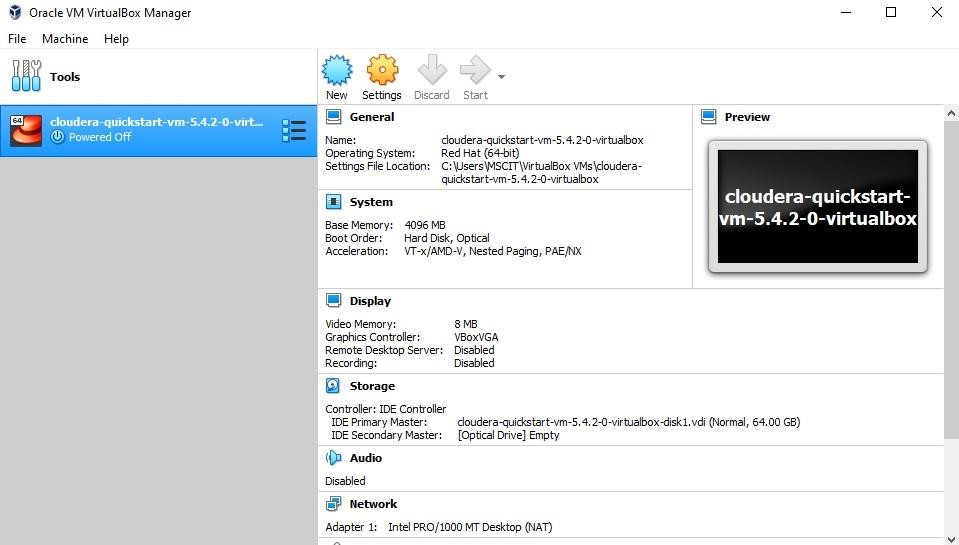 Oracle VM VirtualBox Manager
File Machine Help
Tools
New Settings Discard Start
64
cloudera-quickstart-vm-5.4.2-0-virt...
Powered Off
General
Name: cloudera-quickstart-vm-5.4.2-0-virtualbox
Operating System: Red Hat (64-bit)
Settings File Location: C:\Users\MSCIT\VirtualBox VMs\cloudera-
quickstart-vm-5.4.2-0-virtualbox
System
Base Memory: 4096 MB
Boot Order: Hard Disk, Optical
Acceleration: VT-x/AMD-V, Nested Paging, PAE/NX
Preview
cloudera-quickstart-
vm-5.4.2-0-virtualbox
Display
Video Memory: 8 MB
Graphics Controller: VBoxVGA
Remote Desktop Server: Disabled
Recording: Disabled
Storage
Controller: IDE Controller
IDE Primary Master: cloudera-quickstart-vm-5.4.2-0-virtualbox-disk1.vdi (Normal, 64.00 GB)
IDE Secondary Master: [Optical Drive] Empty
Audio
Disabled
Network
Adapter 1: Intel PRO/1000 MT Desktop (NAT)